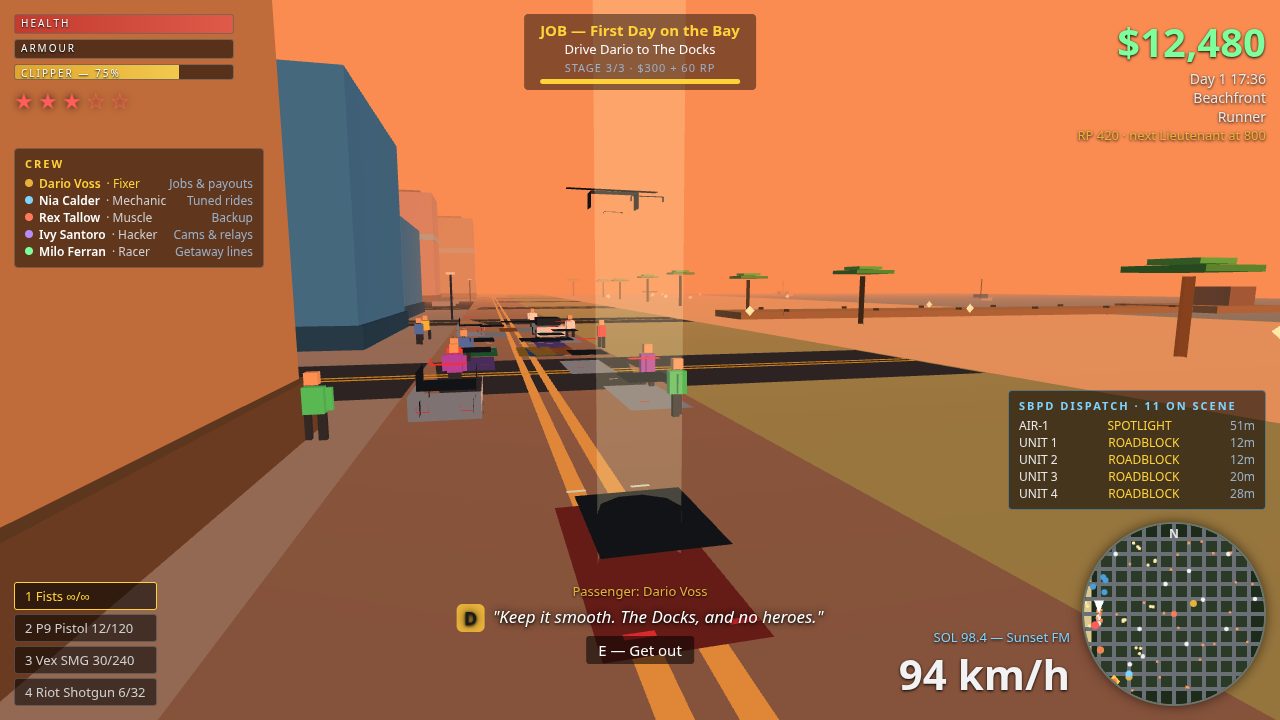 HEALTH
ARMOUR
CLIPPER — 75%
★ ★ ★ ☆ ☆
CREW
Dario Voss · Fixer Jobs & payouts
Nia Calder · Mechanic Tuned rides
Rex Tallow · Muscle Backup
Ivy Santoro · Hacker Cams & relays
Milo Ferran · Racer Getaway lines
JOB — First Day on the Bay
Drive Dario to The Docks
STAGE 3/3 · $300 + 60 RP
$12,480
Day 1 17:36
Beachfront
Runner
RP 420 · next Lieutenant at 800
SBPD DISPATCH · 11 ON SCENE
AIR-1 SPOTLIGHT 51m
UNIT 1 ROADBLOCK 12m
UNIT 2 ROADBLOCK 12m
UNIT 3 ROADBLOCK 20m
UNIT 4 ROADBLOCK 28m
N
1 Fists ∞/∞
2 P9 Pistol 12/120
3 Vex SMG 30/240
4 Riot Shotgun 6/32
Passenger: Dario Voss
D "Keep it smooth. The Docks, and no heroes."
E — Get out
SOL 98.4 — Sunset FM
94 km/h